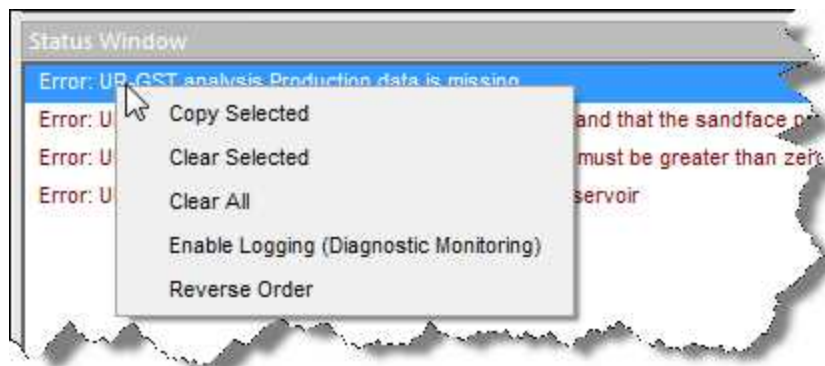 Status Window
Error: UR-GST analysis Production data is missing
Copy Selected
Error: U and that the sandface
Clear Selected
Error: U must be greater than
Clear All
Error: U servoir
Enable Logging (Diagnostic Monitoring)
Reverse Order